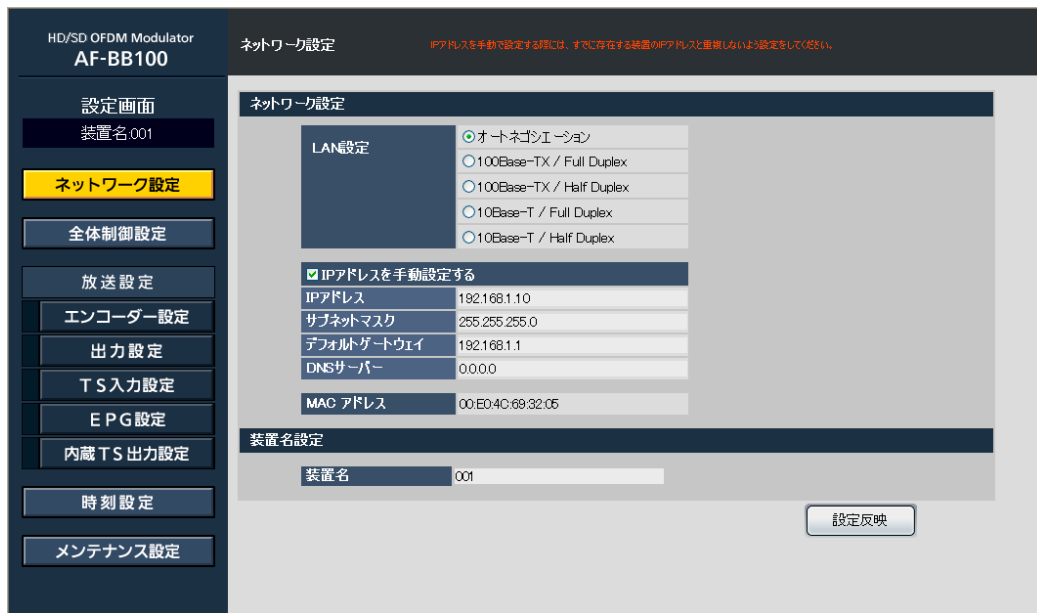 HD/SD OFDM Modulator
AF-BB100
設定画面
装置名:001
ネットワーク設定
全体制御設定
放送設定
エンコーダー設定
出力設定
TS入力設定
EPG設定
内蔵TS出力設定
時刻設定
メンテナンス設定
ネットワーク設定
IPアドレスを手動で設定する際には、すでに存在する装置のIPアドレスと重複しないよう設定をしてください。
ネットワーク設定
LAN設定
オートネゴシエーション
100Base-TX / Full Duplex
100Base-TX / Half Duplex
10Base-T / Full Duplex
10Base-T / Half Duplex
IPアドレスを手動設定する
IPアドレス 192.168.1.10
サブネットマスク 255.255.255.0
デフォルトゲートウェイ 192.168.1.1
DNSサーバー 0.0.0.0
MAC アドレス 00:E0:4C:69:32:05
装置名設定
装置名 001
設定反映